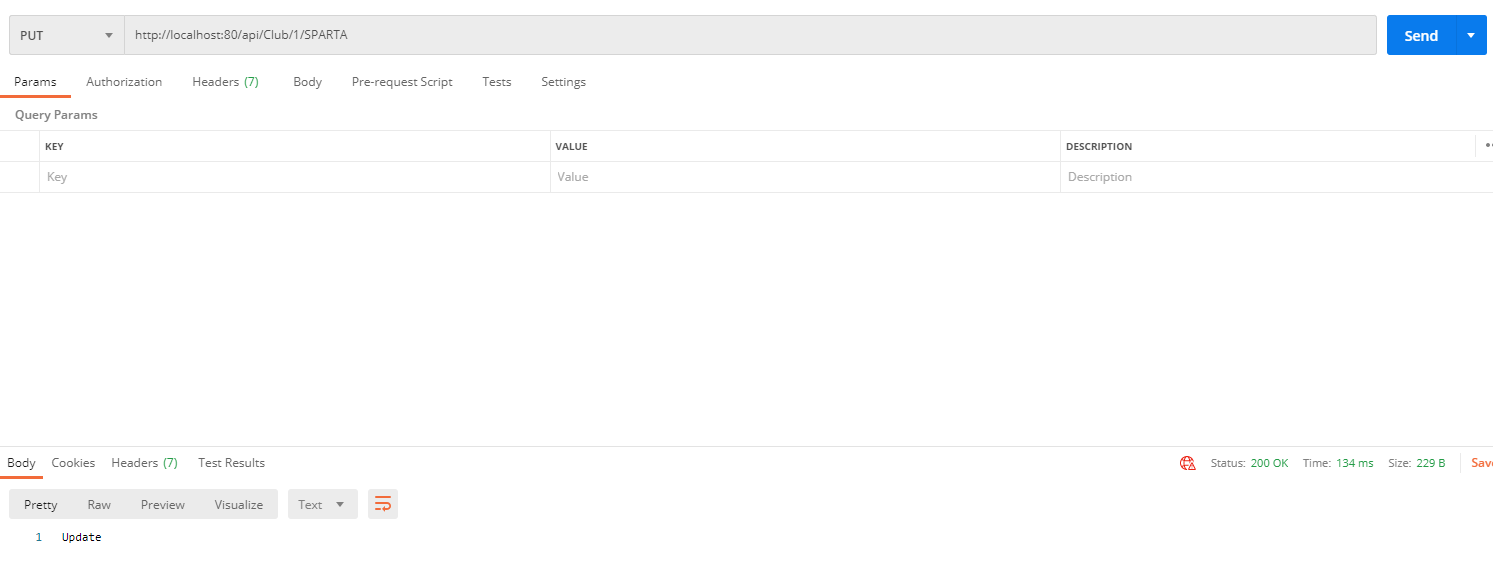 PUT http://localhost:80/api/Club/1/SPARTA Send
Params Authorization Headers (7) Body Pre-request Script Tests Settings
Query Params
KEY VALUE DESCRIPTION
Key Value Description
Body Cookies Headers (7) Test Results Status: 200 OK Time: 134 ms Size: 229 B Save
Pretty Raw Preview Visualize Text
1 Update